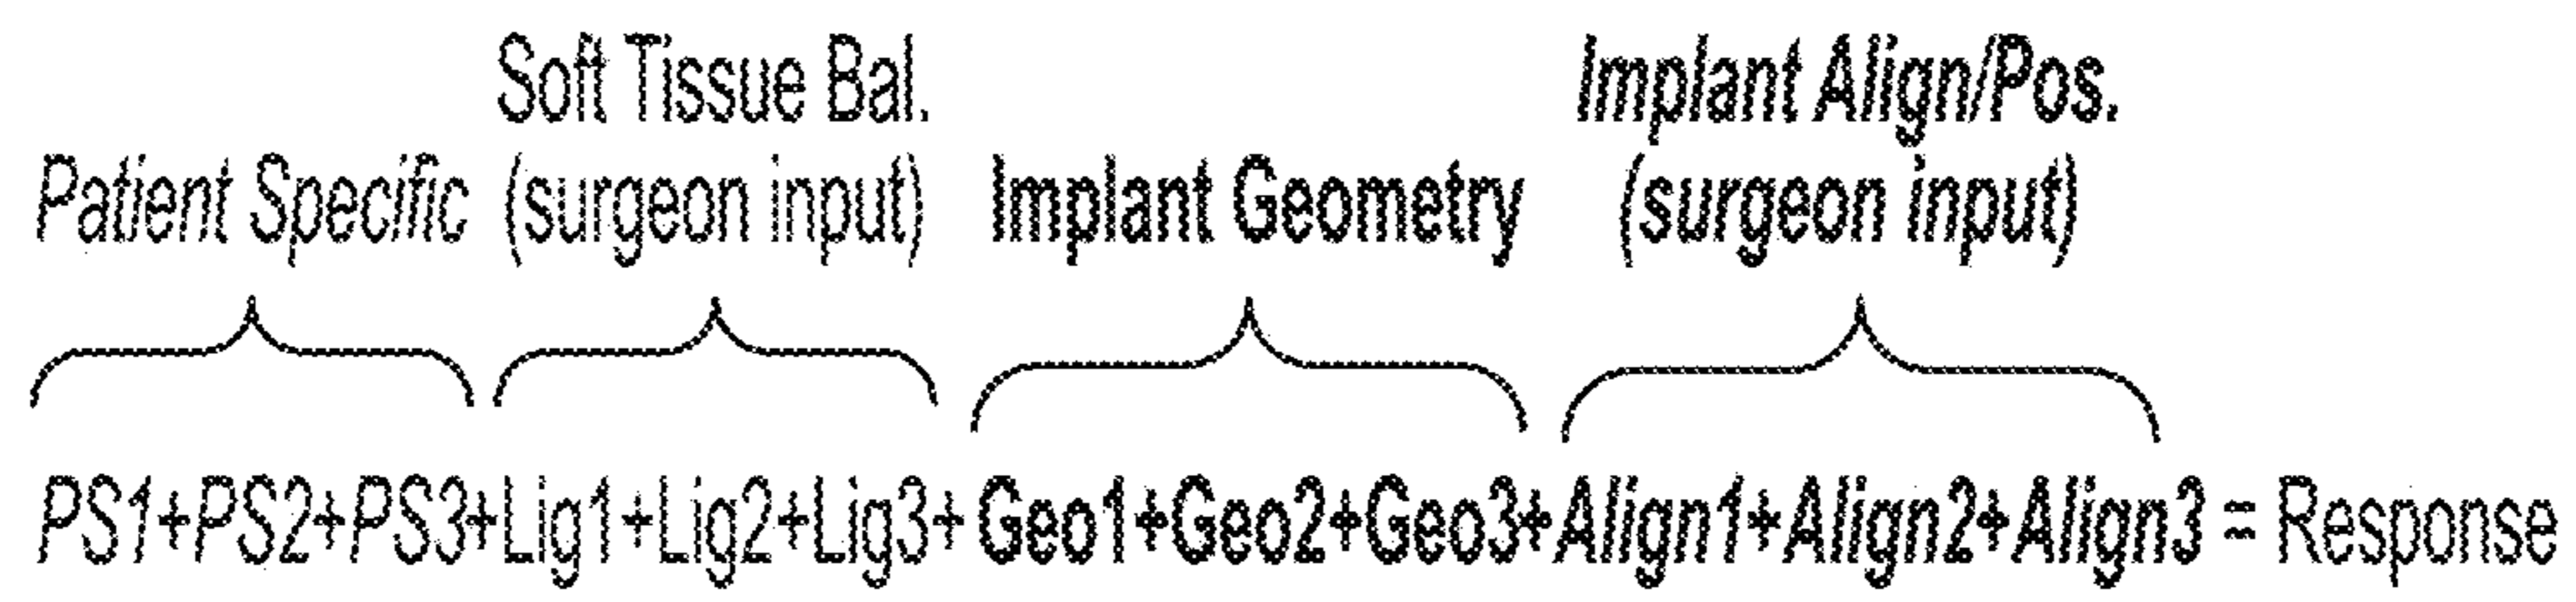 Soft Tissue Bal. Implant Align/Pos.
Patient Specific (surgeon input) Implant Geometry (surgeon input)
PS1+PS2+PS3+Lig1+Lig2+Lig3+Geo1+Geo2+Geo3+Align1+Align2+Align3 = Response